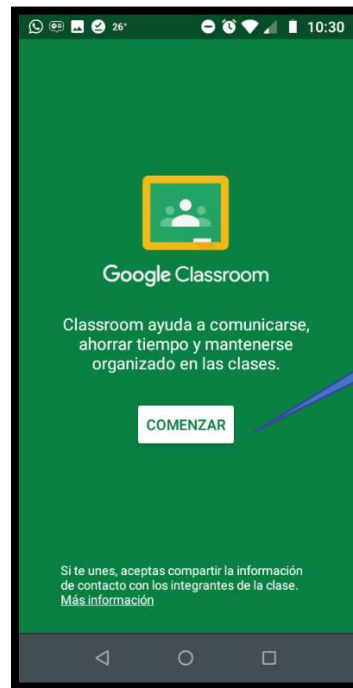 26° 10:30
Google Classroom
Classroom ayuda a comunicarse,
ahorrar tiempo y mantenerse
organizado en las clases.
COMENZAR
Si te unes, aceptas compartir la información
de contacto con los integrantes de la clase.
Más información